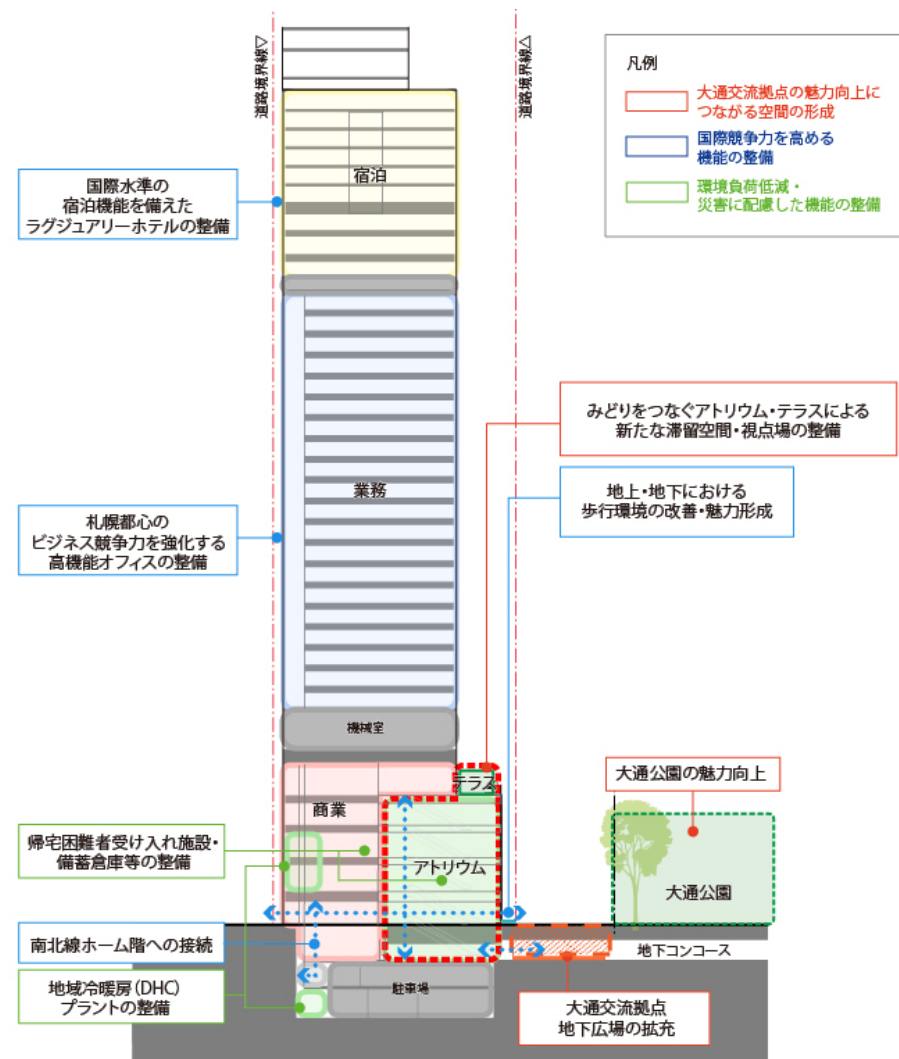 道路境界線▽
道路境界線△
凡例
大通交流拠点の魅力向上に
つながる空間の形成
国際競争力を高める
機能の整備
環境負荷低減・
災害に配慮した機能の整備
宿泊
国際水準の
宿泊機能を備えた
ラグジュアリーホテルの整備
みどりをつなぐアトリウム・テラスによる
新たな滞留空間・視点場の整備
業務
地上・地下における
歩行環境の改善・魅力形成
札幌都心の
ビジネス競争力を強化する
高機能オフィスの整備
機械室
テラス
大通公園の魅力向上
商業
帰宅困難者受け入れ施設・
備蓄倉庫等の整備
アトリウム
大通公園
南北線ホーム階への接続
地下コンコース
地域冷暖房(DHC)
プラントの整備
駐車場
大通交流拠点
地下広場の拡充